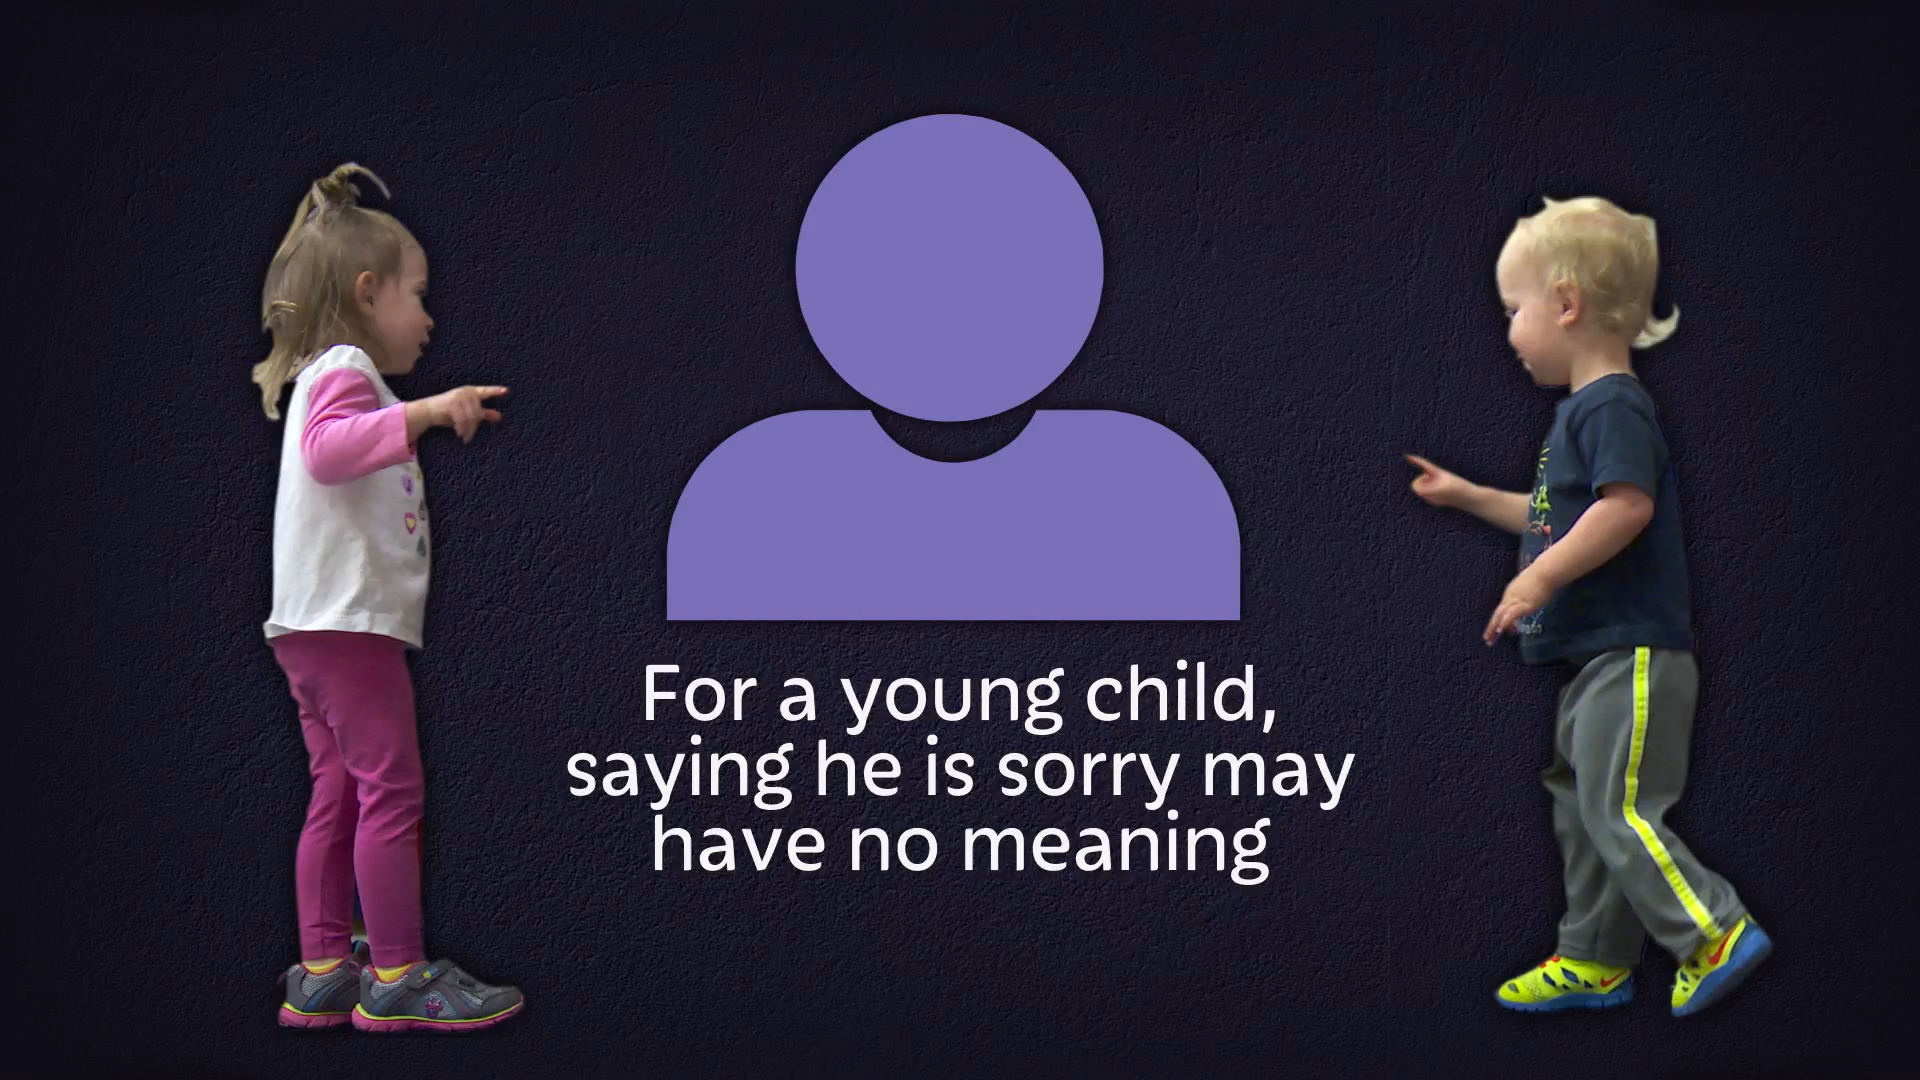 For a young child,
saying he is sorry may
have no meaning